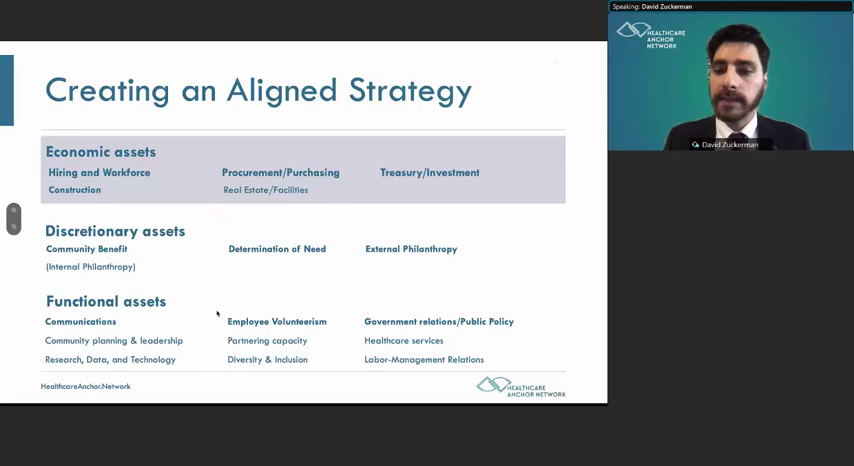 Speaking: David Zuckerman
HEALTHCARE
ANCHOR
NETWORK
David Zuckerman
Creating an Aligned Strategy
Economic assets
Hiring and Workforce Procurement/Purchasing Treasury/Investment
Construction Real Estate/Facilities
Discretionary assets
Community Benefit Determination of Need External Philanthropy
(Internal Philanthropy)
Functional assets
Communications Employee Volunteerism Government relations/Public Policy
Community planning & leadership Partnering capacity Healthcare services
Research, Data, and Technology Diversity & Inclusion Labor-Management Relations
HealthcareAnchor.Network
HEALTHCARE
ANCHOR NETWORK